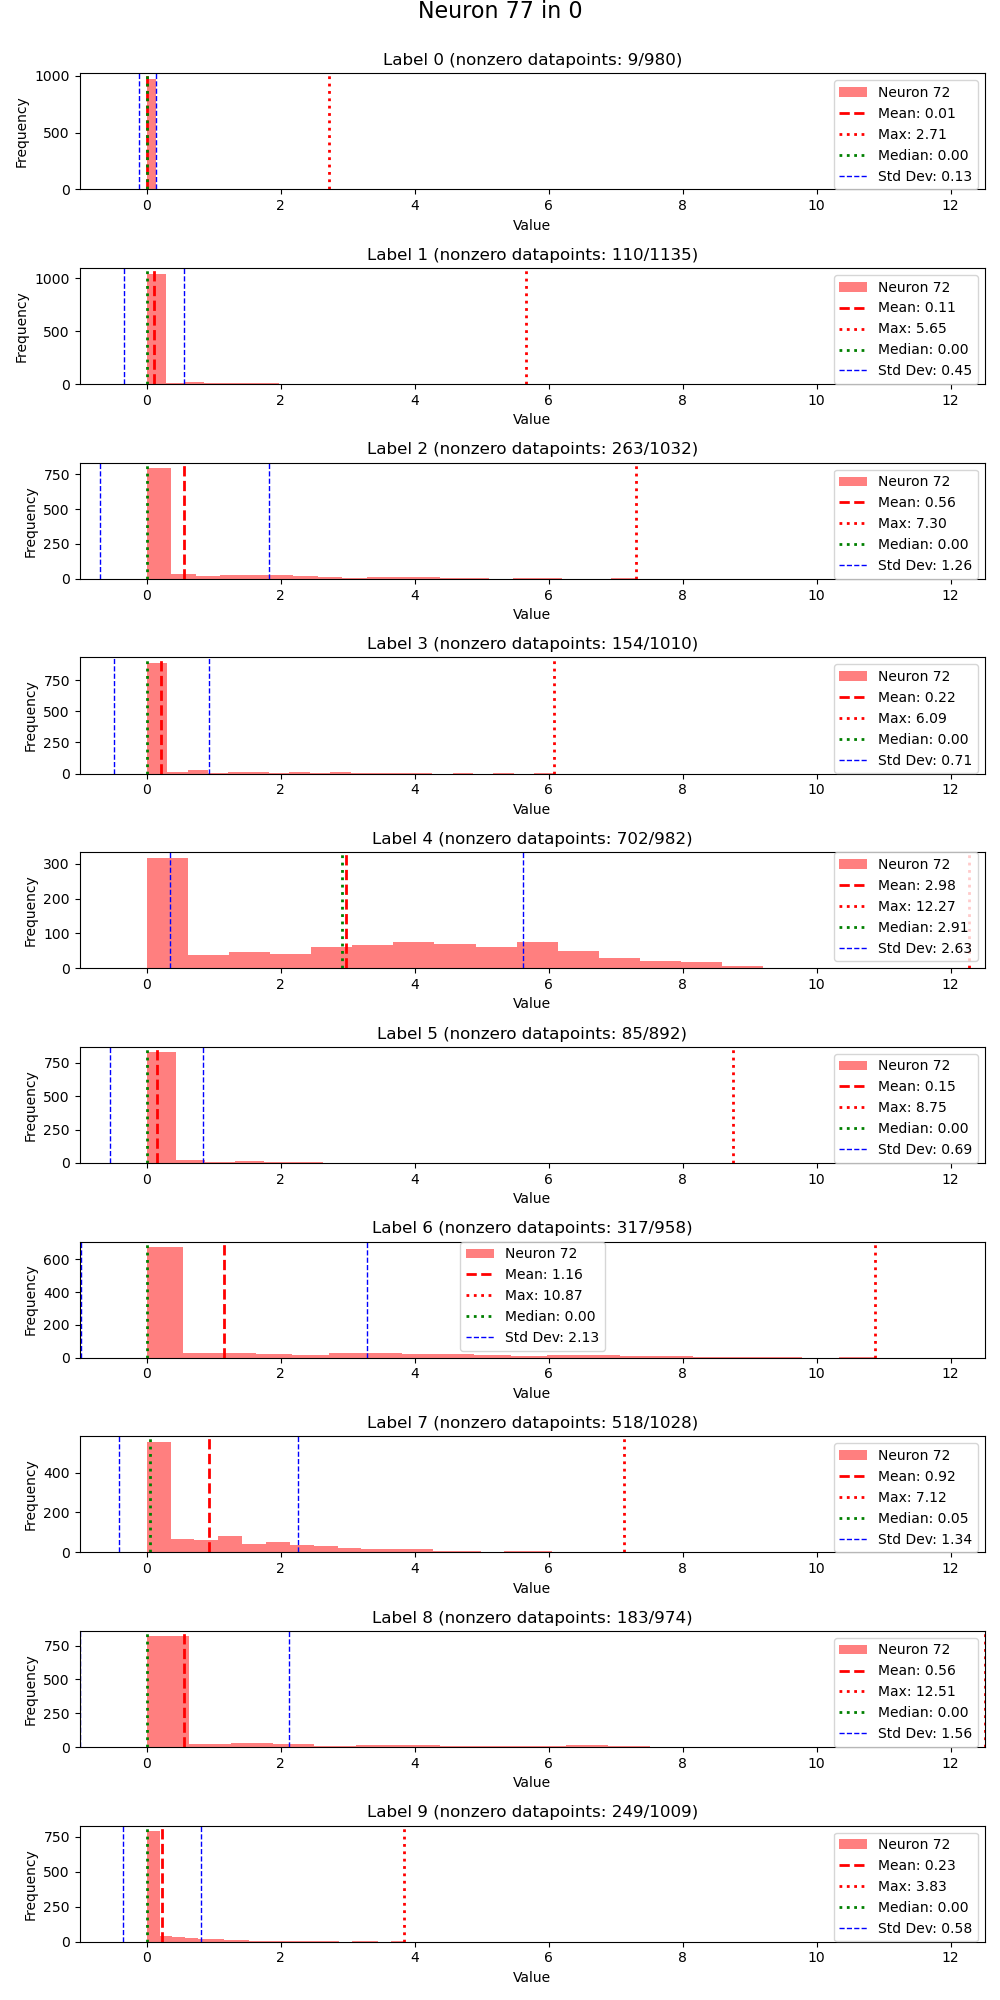 Neuron 77 in 0
Label 0 (nonzero datapoints: 9/980)
Frequency
1000
500
0
Neuron 72
Mean: 0.01
Max: 2.71
Median: 0.00
Std Dev: 0.13
0 2 4 6 8 10 12
Value
Label 1 (nonzero datapoints: 110/1135)
Frequency
1000
500
0
Neuron 72
Mean: 0.11
Max: 5.65
Median: 0.00
Std Dev: 0.45
0 2 4 6 8 10 12
Value
Label 2 (nonzero datapoints: 263/1032)
Frequency
750
500
250
0
Neuron 72
Mean: 0.56
Max: 7.30
Median: 0.00
Std Dev: 1.26
0 2 4 6 8 10 12
Value
Label 3 (nonzero datapoints: 154/1010)
Frequency
750
500
250
0
Neuron 72
Mean: 0.22
Max: 6.09
Median: 0.00
Std Dev: 0.71
0 2 4 6 8 10 12
Value
Label 4 (nonzero datapoints: 702/982)
Frequency
300
200
100
0
Neuron 72
Mean: 2.98
Max: 12.27
Median: 2.91
Std Dev: 2.63
0 2 4 6 8 10 12
Value
Label 5 (nonzero datapoints: 85/892)
Frequency
750
500
250
0
Neuron 72
Mean: 0.15
Max: 8.75
Median: 0.00
Std Dev: 0.69
0 2 4 6 8 10 12
Value
Label 6 (nonzero datapoints: 317/958)
Frequency
600
400
200
0
Neuron 72
Mean: 1.16
Max: 10.87
Median: 0.00
Std Dev: 2.13
0 2 4 6 8 10 12
Value
Label 7 (nonzero datapoints: 518/1028)
Frequency
400
200
0
Neuron 72
Mean: 0.92
Max: 7.12
Median: 0.05
Std Dev: 1.34
0 2 4 6 8 10 12
Value
Label 8 (nonzero datapoints: 183/974)
Frequency
750
500
250
0
Neuron 72
Mean: 0.56
Max: 12.51
Median: 0.00
Std Dev: 1.56
0 2 4 6 8 10 12
Value
Label 9 (nonzero datapoints: 249/1009)
Frequency
750
500
250
0
Neuron 72
Mean: 0.23
Max: 3.83
Median: 0.00
Std Dev: 0.58
0 2 4 6 8 10 12
Value